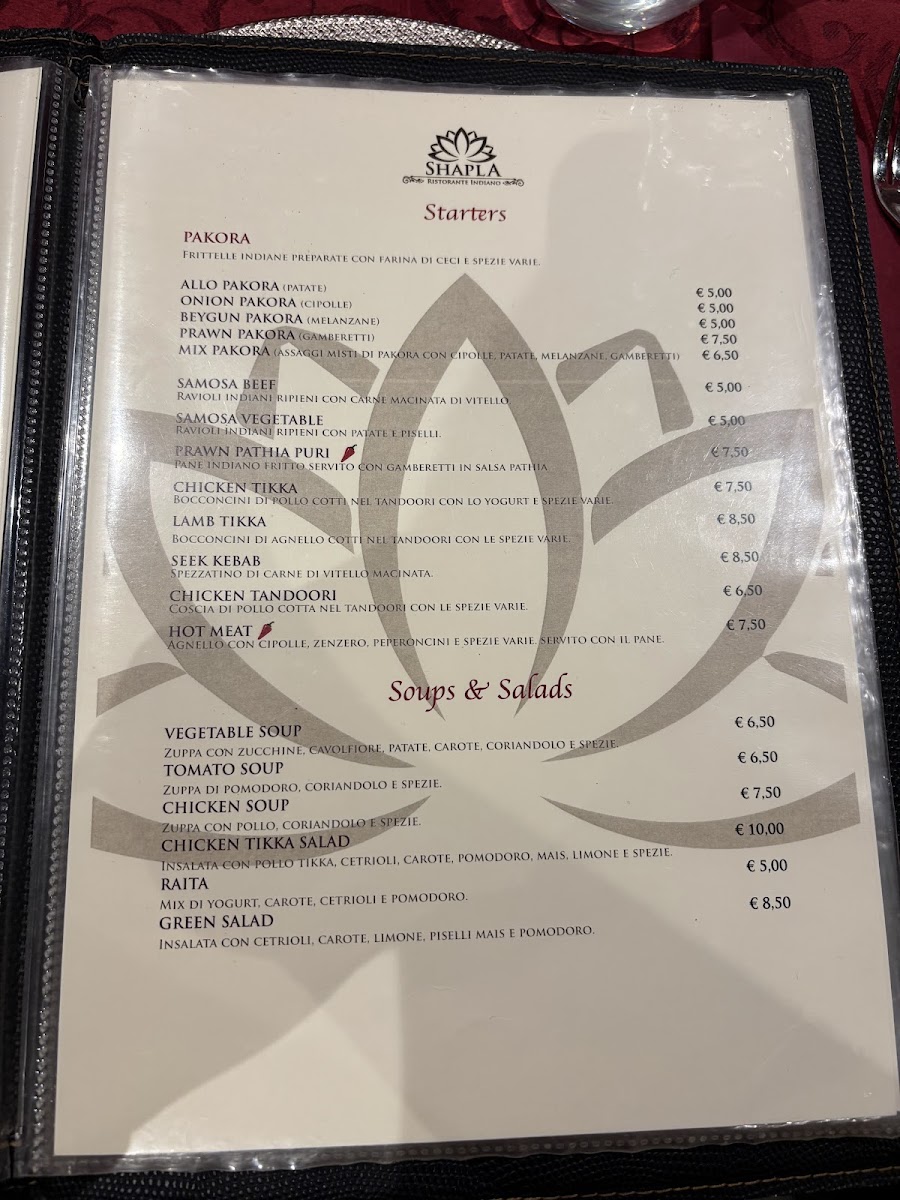 SHAPLA
RISTORANTE INDIANO
Starters
PAKORA
FRITTELLE INDIANE PREPARATE CON FARINA DI CECI E SPEZIE VARIE.
ALLO PAKORA (PATATE) € 5,00
ONION PAKORA (CIPOLLE) € 5,00
BEYGUN PAKORA (MELANZANE) € 5,00
PRAWN PAKORA (GAMBERETTI) € 7,50
MIX PAKORA (ASSAGGI MISTI DI PAKORA CON CIPOLLE, PATATE, MELANZANE, GAMBERETTI) € 6,50
SAMOSA BEEF € 5,00
RAVIOLI INDIANI RIPIENI CON CARNE MACINATA DI VITELLO.
SAMOSA VEGETABLE € 5,00
RAVIOLI INDIANI RIPIENI CON PATATE E PISELLI.
PRAWN PATHIA PURI € 7,50
PANE INDIANO FRITTO SERVITO CON GAMBERETTI IN SALSA PATHIA
CHICKEN TIKKA € 7,50
BOCCONCINI DI POLLO COTTI NEL TANDOORI CON LO YOGURT E SPEZIE VARIE.
LAMB TIKKA € 8,50
BOCCONCINI DI AGNELLO COTTI NEL TANDOORI CON LE SPEZIE VARIE.
SEEK KEBAB € 8,50
SPEZZATINO DI CARNE DI VITELLO MACINATA.
CHICKEN TANDOORI € 6,50
COSCIA DI POLLO COTTA NEL TANDOORI CON LE SPEZIE VARIE.
HOT MEAT € 7,50
AGNELLO CON CIPOLLE, ZENZERO, PEPERONCINI E SPEZIE VARIE. SERVITO CON IL PANE.
Soups & Salads
VEGETABLE SOUP € 6,50
ZUPPA CON ZUCCHINE, CAVOLFIORE, PATATE, CAROTE, CORIANDOLO E SPEZIE.
TOMATO SOUP € 6,50
ZUPPA DI POMODORO, CORIANDOLO E SPEZIE.
CHICKEN SOUP € 7,50
ZUPPA CON POLLO, CORIANDOLO E SPEZIE.
CHICKEN TIKKA SALAD € 10,00
INSALATA CON POLLO TIKKA, CETRIOLI, CAROTE, POMODORO, MAIS, LIMONE E SPEZIE.
RAITA € 5,00
MIX DI YOGURT, CAROTE, CETRIOLI E POMODORO.
GREEN SALAD € 8,50
INSALATA CON CETRIOLI, CAROTE, LIMONE, PISELLI MAIS E POMODORO.